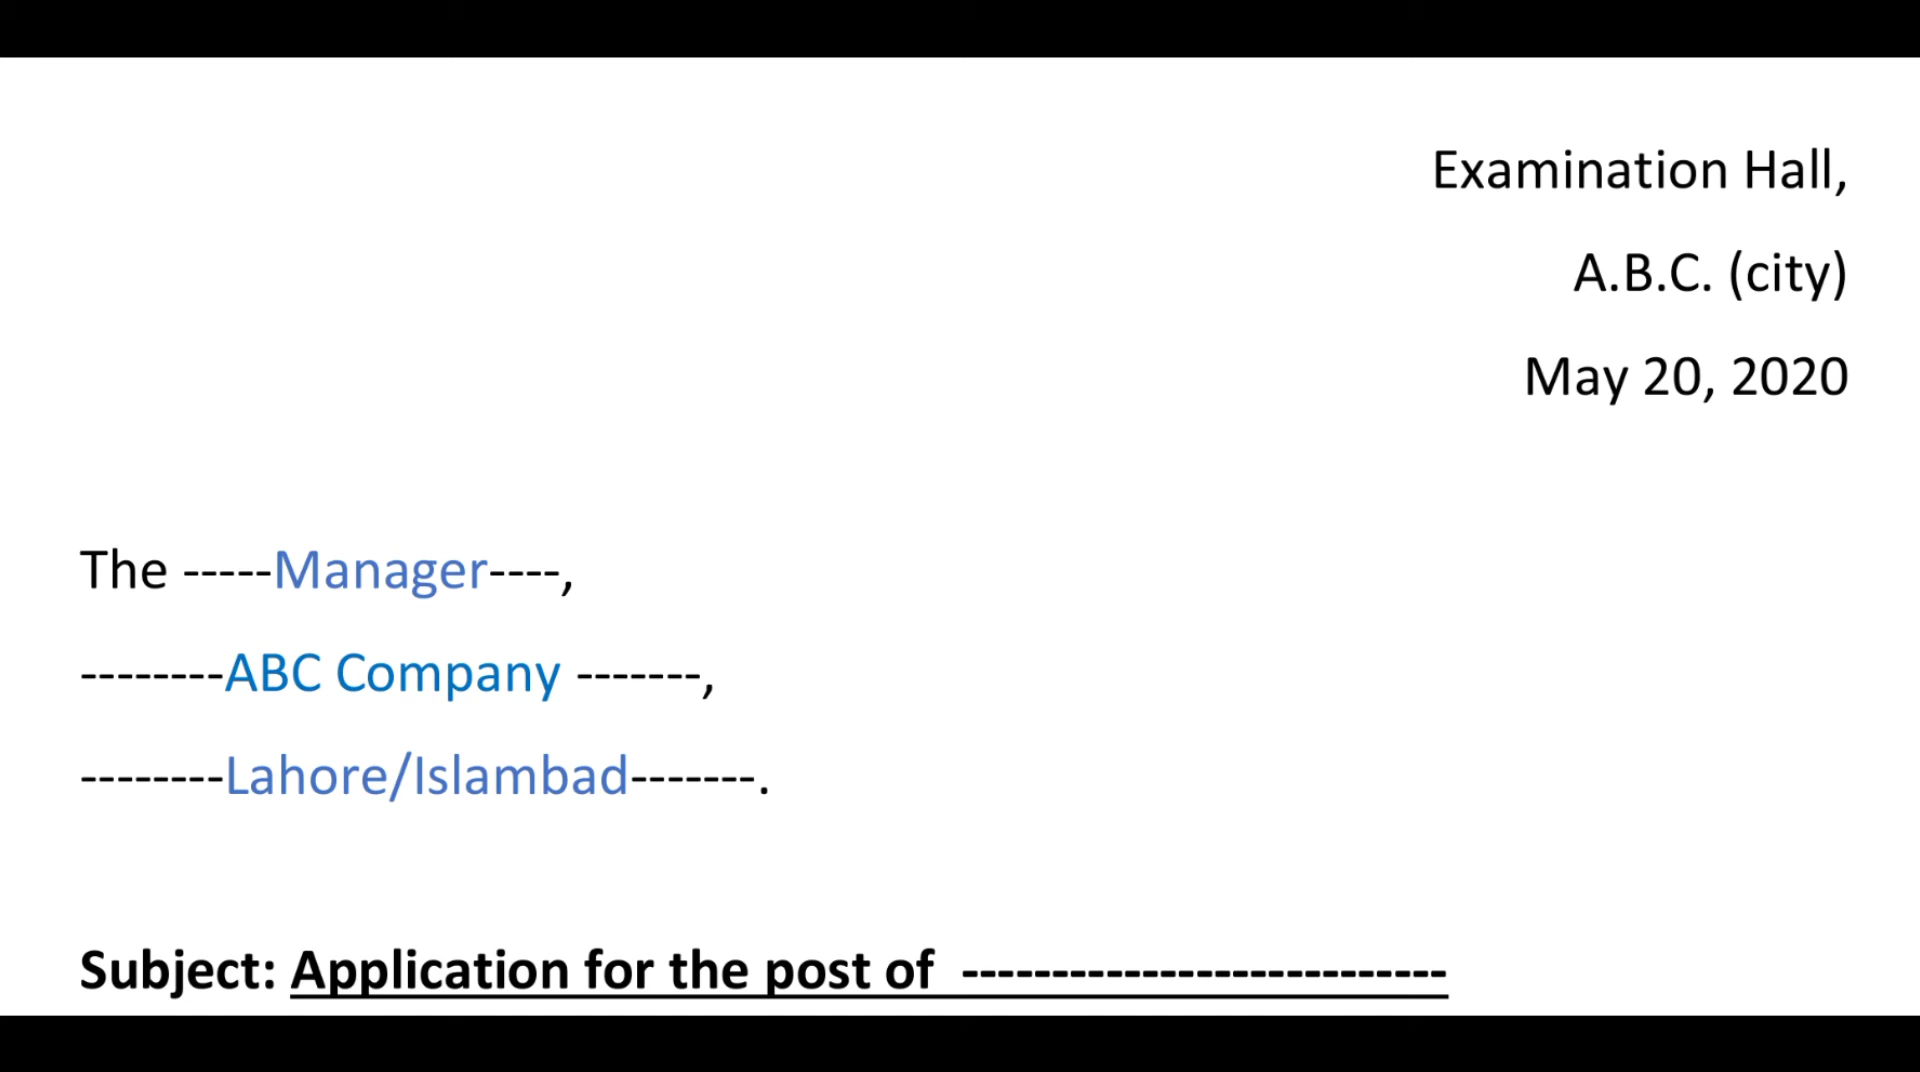 Examination Hall,
A.B.C. (city)
May 20, 2020
The -----Manager----,
--------ABC Company -------,
--------Lahore/Islambad-------.
Subject: Application for the post of ---------------------------